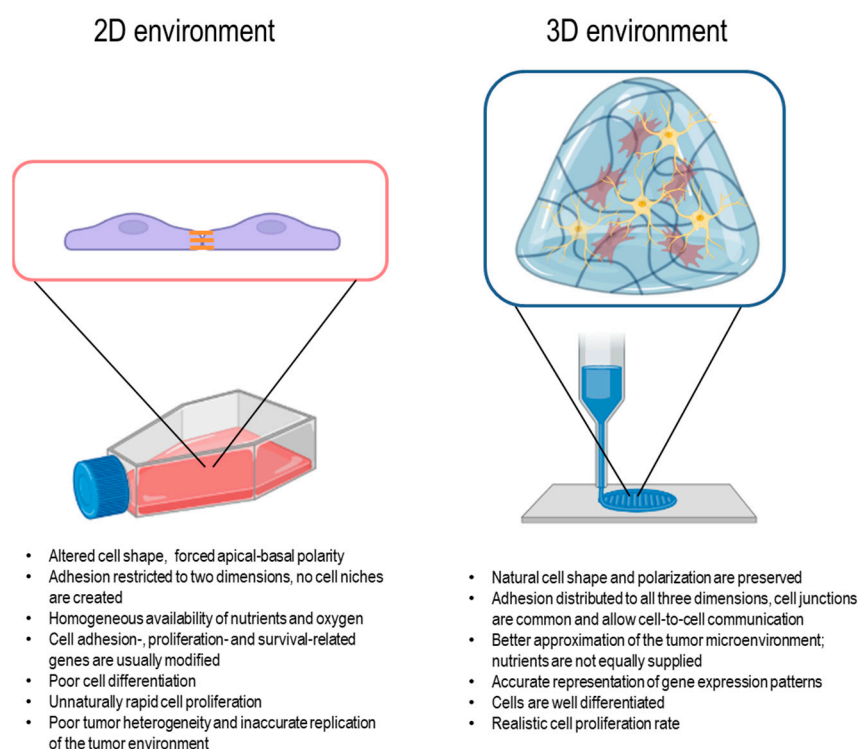 2D environment
3D environment
• Altered cell shape, forced apical-basal polarity
• Adhesion restricted to two dimensions, no cell niches
are created
• Homogeneous availability of nutrients and oxygen
• Cell adhesion-, proliferation- and survival-related
genes are usually modified
• Poor cell differentiation
• Unnaturally rapid cell proliferation
• Poor tumor heterogeneity and inaccurate replication
of the tumor environment
• Natural cell shape and polarization are preserved
• Adhesion distributed to all three dimensions, cell junctions
are common and allow cell-to-cell communication
• Better approximation of the tumor microenvironment;
nutrients are not equally supplied
• Accurate representation of gene expression patterns
• Cells are well differentiated
• Realistic cell proliferation rate